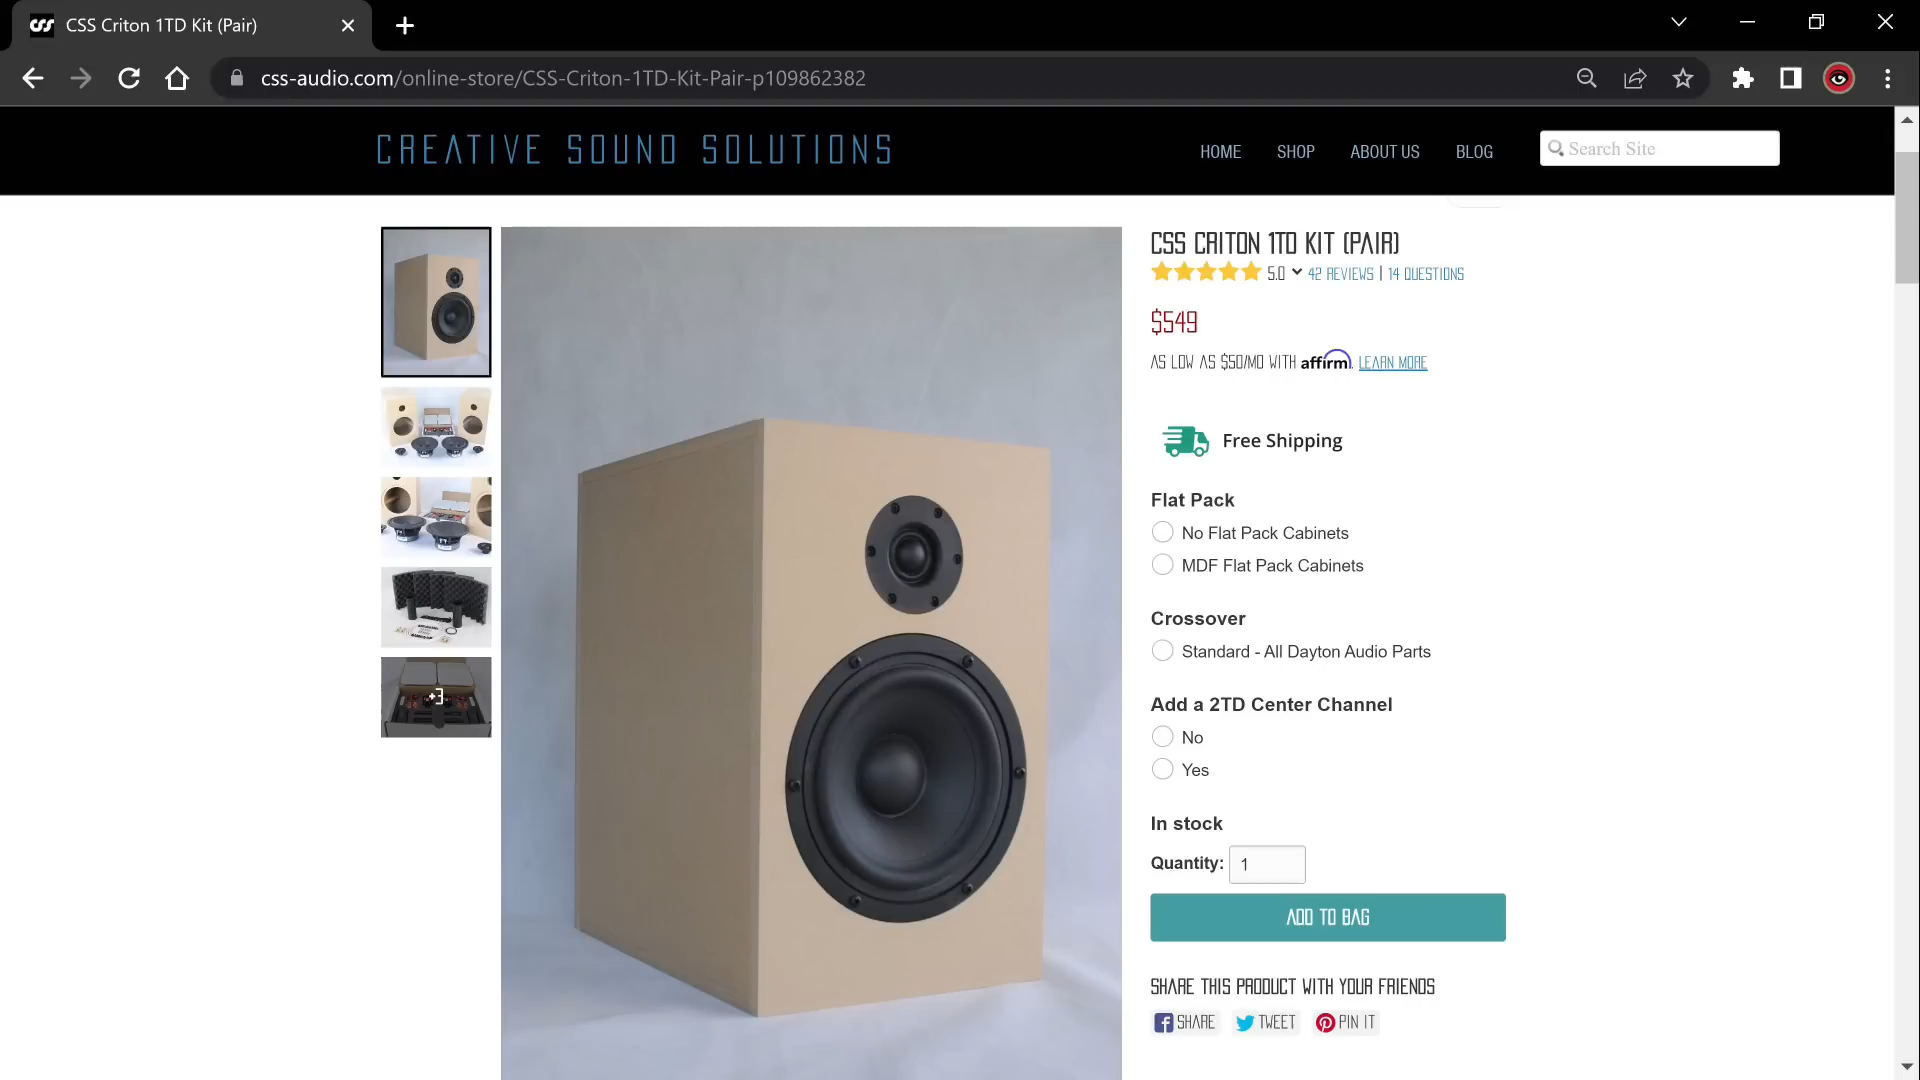 CSS Criton 1TD Kit (Pair)
css-audio.com/online-store/CSS-Criton-1TD-Kit-Pair-p109862382
CREATIVE SOUND SOLUTIONS
HOME SHOP ABOUT US BLOG
Search Site
CSS CRITON 1TD KIT (PAIR)
5.0 42 REVIEWS | 14 QUESTIONS
$549
AS LOW AS $50/MO WITH affirm. LEARN MORE
Free Shipping
Flat Pack
No Flat Pack Cabinets
MDF Flat Pack Cabinets
Crossover
Standard - All Dayton Audio Parts
Add a 2TD Center Channel
No
Yes
In stock
Quantity: 1
ADD TO BAG
SHARE THIS PRODUCT WITH YOUR FRIENDS
SHARE TWEET PIN IT
+3